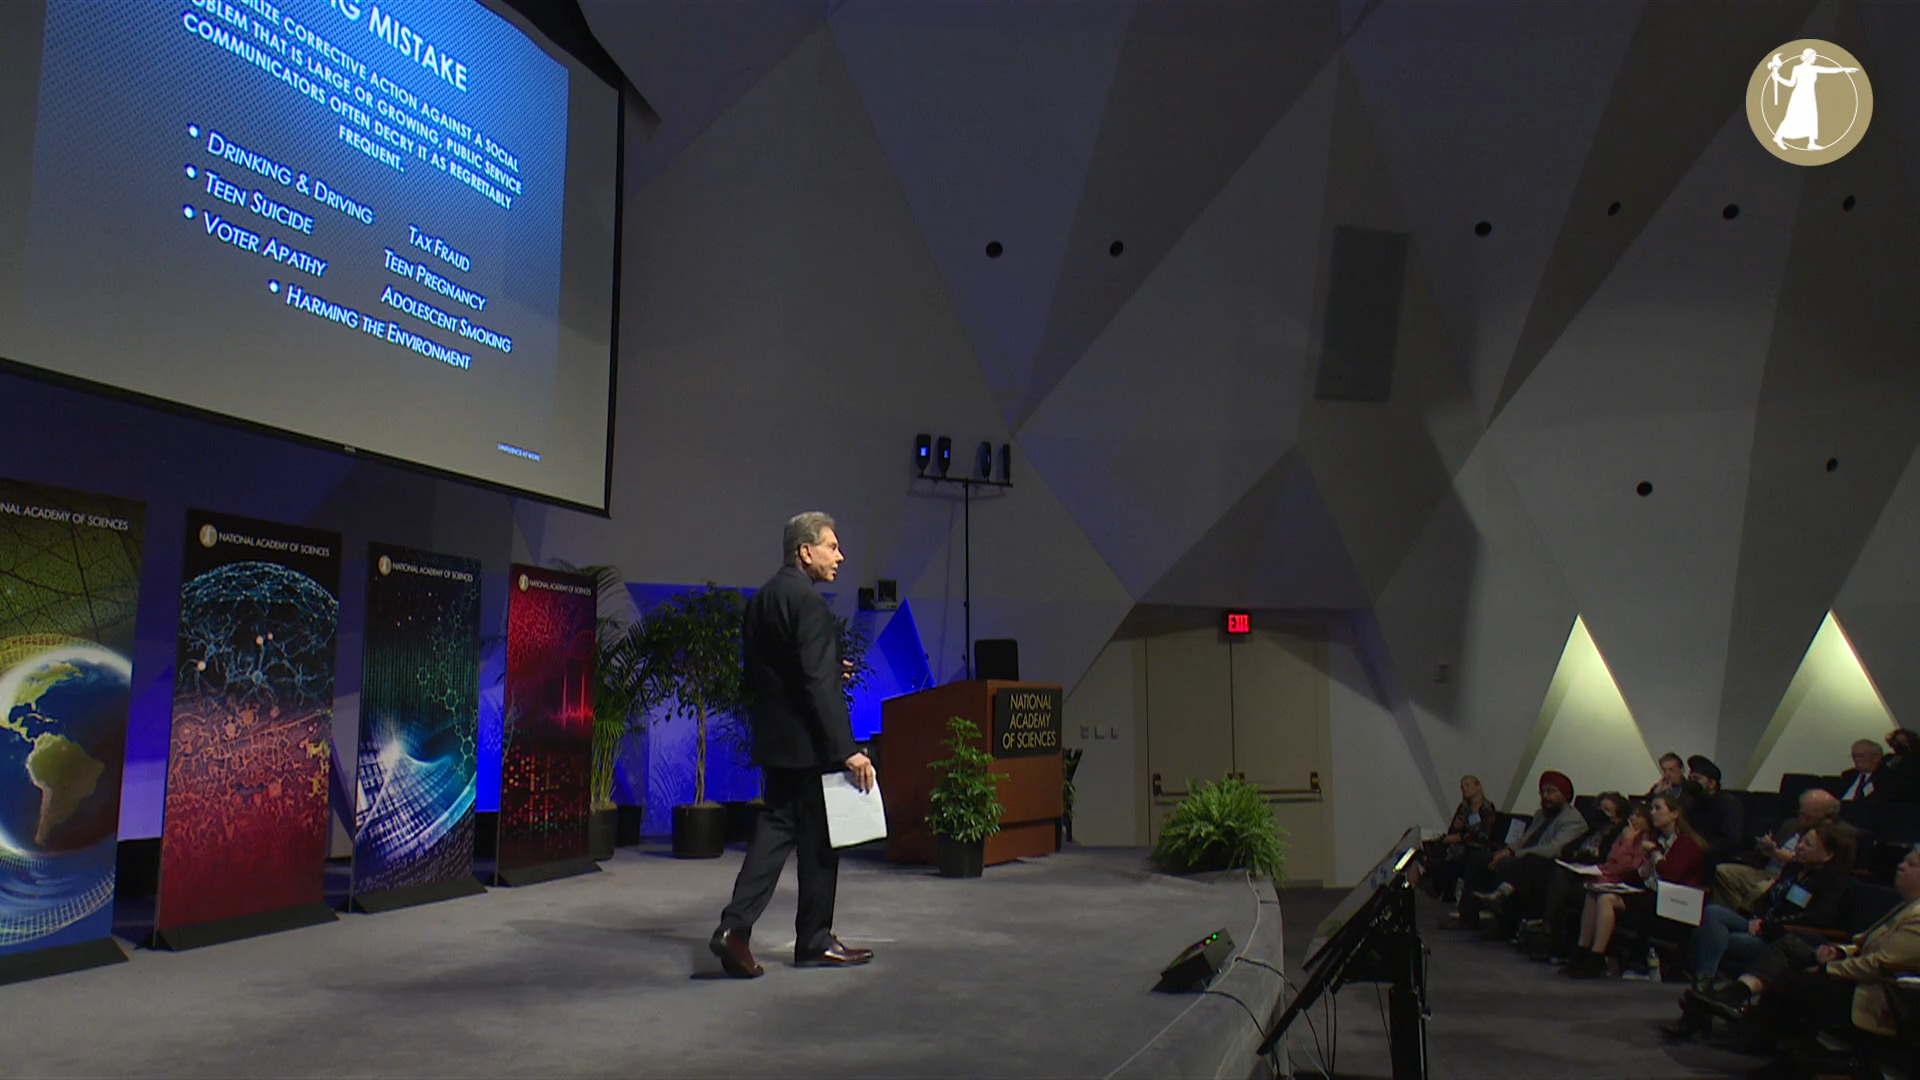 G MISTAKE
BILIZE CORRECTIVE ACTION AGAINST A SOCIAL
OBLEM THAT IS LARGE OR GROWING, PUBLIC SERVICE
COMMUNICATORS OFTEN DECRY IT AS REGRETTABLY
FREQUENT.
• DRINKING & DRIVING
TAX FRAUD
• TEEN SUICIDE
TEEN PREGNANCY
• VOTER APATHY
ADOLESCENT SMOKING
• HARMING THE ENVIRONMENT
NAL ACADEMY OF SCIENCES
NATIONAL ACADEMY OF SCIENCES
NATIONAL ACADEMY OF SCIENCES
NATIONAL ACADEMY OF SCIENCES
EXIT
NATIONAL
ACADEMY
OF SCIENCES